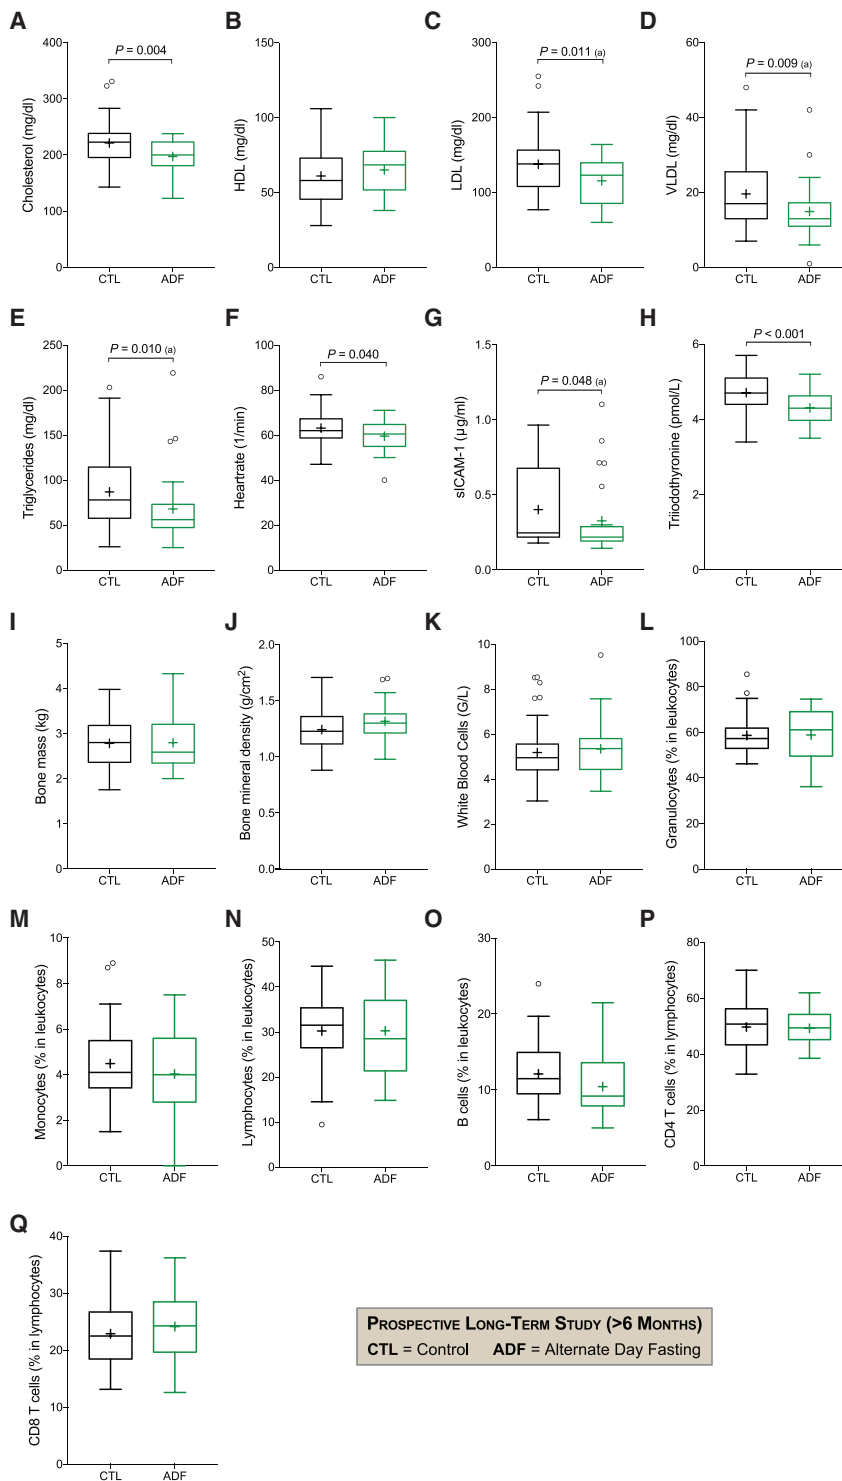 A
B
C
D
Cholesterol (mg/dl)
400
300
200
100
0
P = 0.004
CTL
ADF
HDL (mg/dl)
150
100
50
0
CTL
ADF
LDL (mg/dl)
300
200
100
0
P = 0.011 (a)
CTL
ADF
VLDL (mg/dl)
60
40
20
0
P = 0.009 (a)
CTL
ADF
E
F
G
H
Triglycerides (mg/dl)
250
200
150
100
50
0
P = 0.010 (a)
CTL
ADF
Heartrate (1/min)
100
80
60
40
20
0
P = 0.040
CTL
ADF
sICAM-1 (µg/ml)
1.5
1.0
0.5
0.0
P = 0.048 (a)
CTL
ADF
Triiodothyronine (pmol/L)
6
4
2
0
P < 0.001
CTL
ADF
I
J
K
L
Bone mass (kg)
5
4
3
2
1
0
CTL
ADF
Bone mineral density (g/cm²)
2.0
1.5
1.0
0.5
0.0
CTL
ADF
White Blood Cells (G/L)
10
8
6
4
2
0
CTL
ADF
Granulocytes (% in leukocytes)
100
80
60
40
20
0
CTL
ADF
M
N
O
P
Monocytes (% in leukocytes)
10
8
6
4
2
0
CTL
ADF
Lymphocytes (% in leukocytes)
50
40
30
20
10
0
CTL
ADF
B cells (% in leukocytes)
30
20
10
0
CTL
ADF
CD4 T cells (% in lymphocytes)
80
60
40
20
0
CTL
ADF
Q
CD8 T cells (% in lymphocytes)
40
30
20
10
0
CTL
ADF
PROSPECTIVE LONG-TERM STUDY (>6 MONTHS)
CTL = Control ADF = Alternate Day Fasting